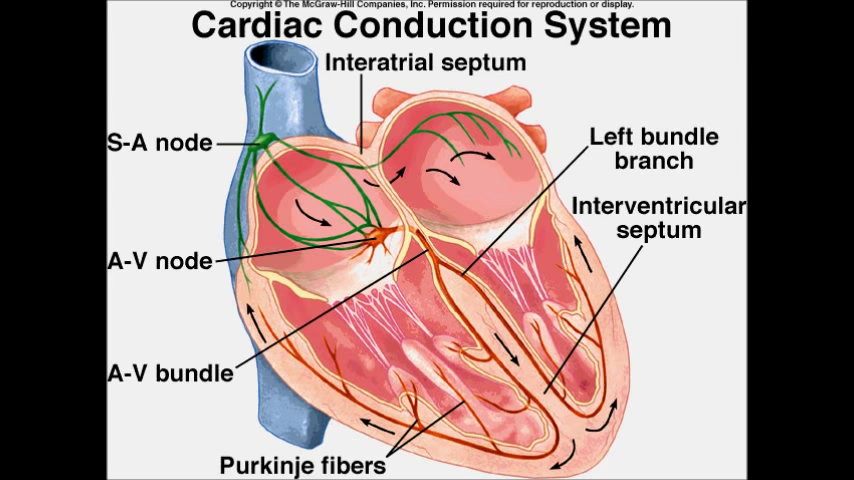 Copyright © The McGraw-Hill Companies, Inc. Permission required for reproduction or display.
Cardiac Conduction System
Interatrial septum
S-A node
Left bundle
branch
Interventricular
septum
A-V node
A-V bundle
Purkinje fibers